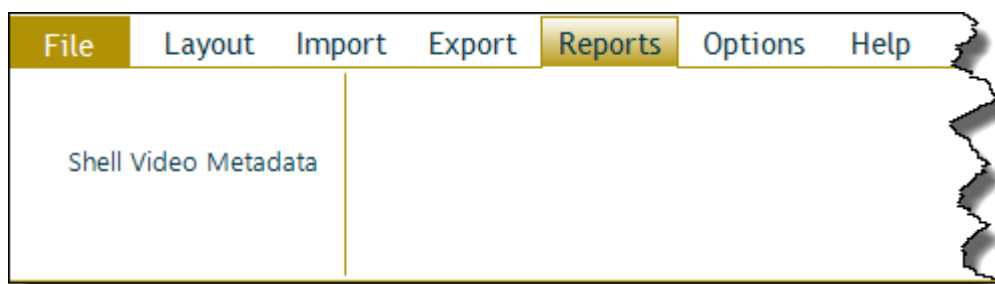 File Layout Import Export Reports Options Help
Shell Video Metadata